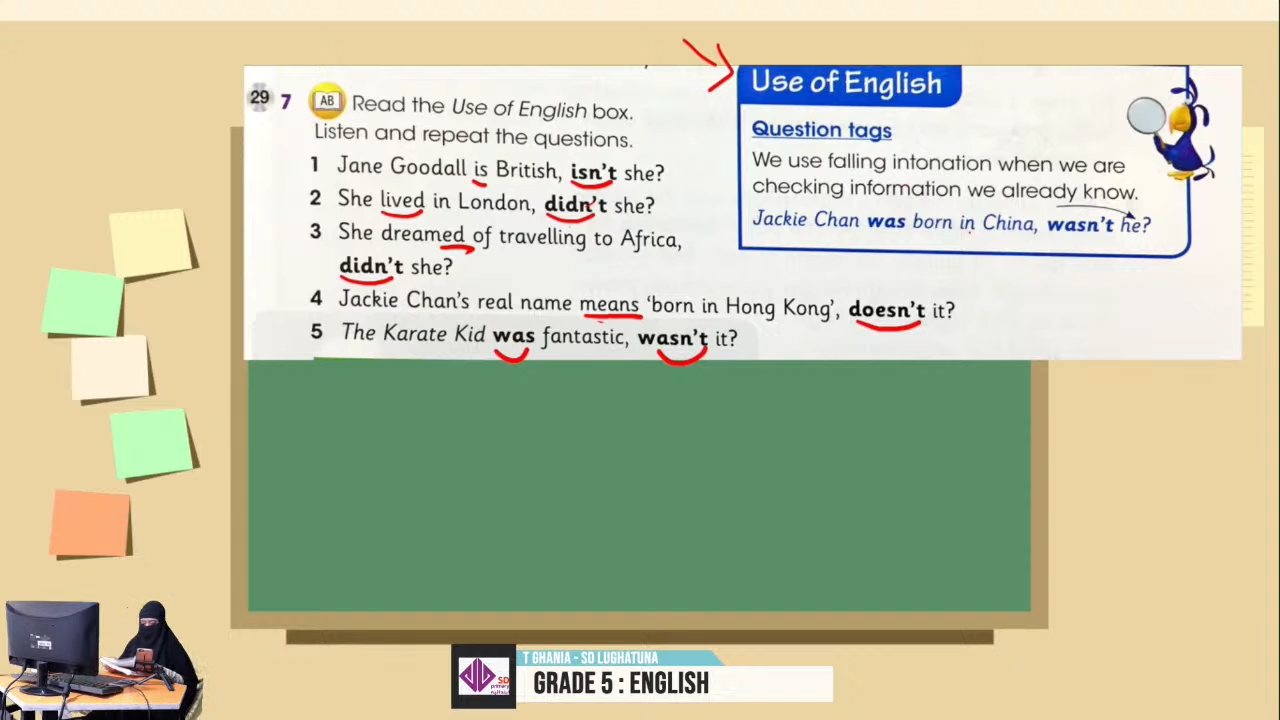 29 7 AB Read the Use of English box.
Listen and repeat the questions.
1 Jane Goodall is British, isn't she?
2 She lived in London, didn't she?
3 She dreamed of travelling to Africa,
didn't she?
4 Jackie Chan's real name means ‘born in Hong Kong’, doesn't it?
5 The Karate Kid was fantastic, wasn't it?
Use of English
Question tags
We use falling intonation when we are
checking information we already know.
Jackie Chan was born in China, wasn't he?
T GHANIA - SD LUGHATUNA
SD
primary
GRADE 5 : ENGLISH